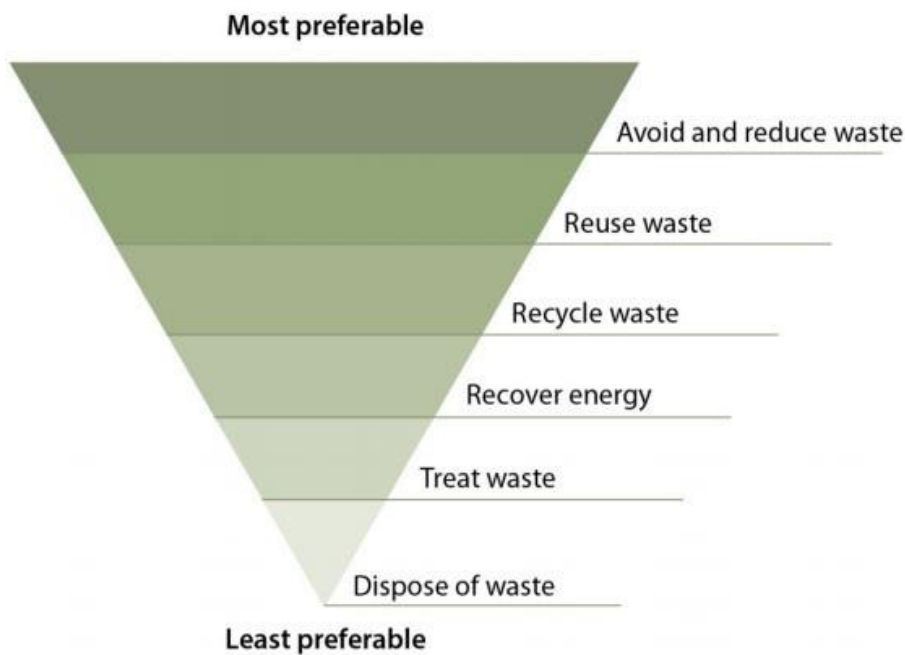 Most preferable
Avoid and reduce waste
Reuse waste
Recycle waste
Recover energy
Treat waste
Dispose of waste
Least preferable